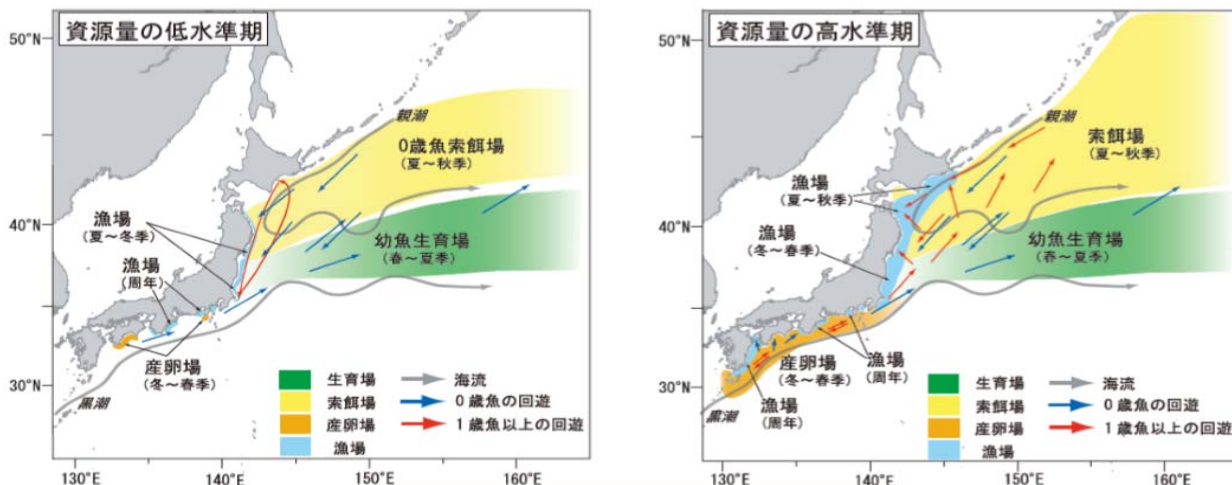 資源量の低水準期
50°N
40°N
30°N
130°E
140°E
150°E
160°E
親潮
0歳魚索餌場
(夏～秋季)
漁場
(夏～冬季)
幼魚生育場
(春～夏季)
漁場
(周年)
産卵場
(冬～春季)
黒潮
生育場
索餌場
産卵場
漁場
海流
0歳魚の回遊
1歳魚以上の回遊
資源量の高水準期
50°N
40°N
30°N
130°E
140°E
150°E
160°E
親潮
索餌場
(夏～秋季)
漁場
(夏～秋季)
漁場
(冬～春季)
幼魚生育場
(春～夏季)
産卵場
(冬～春季)
漁場
(周年)
漁場
(周年)
黒潮
生育場
索餌場
産卵場
漁場
海流
0歳魚の回遊
1歳魚以上の回遊